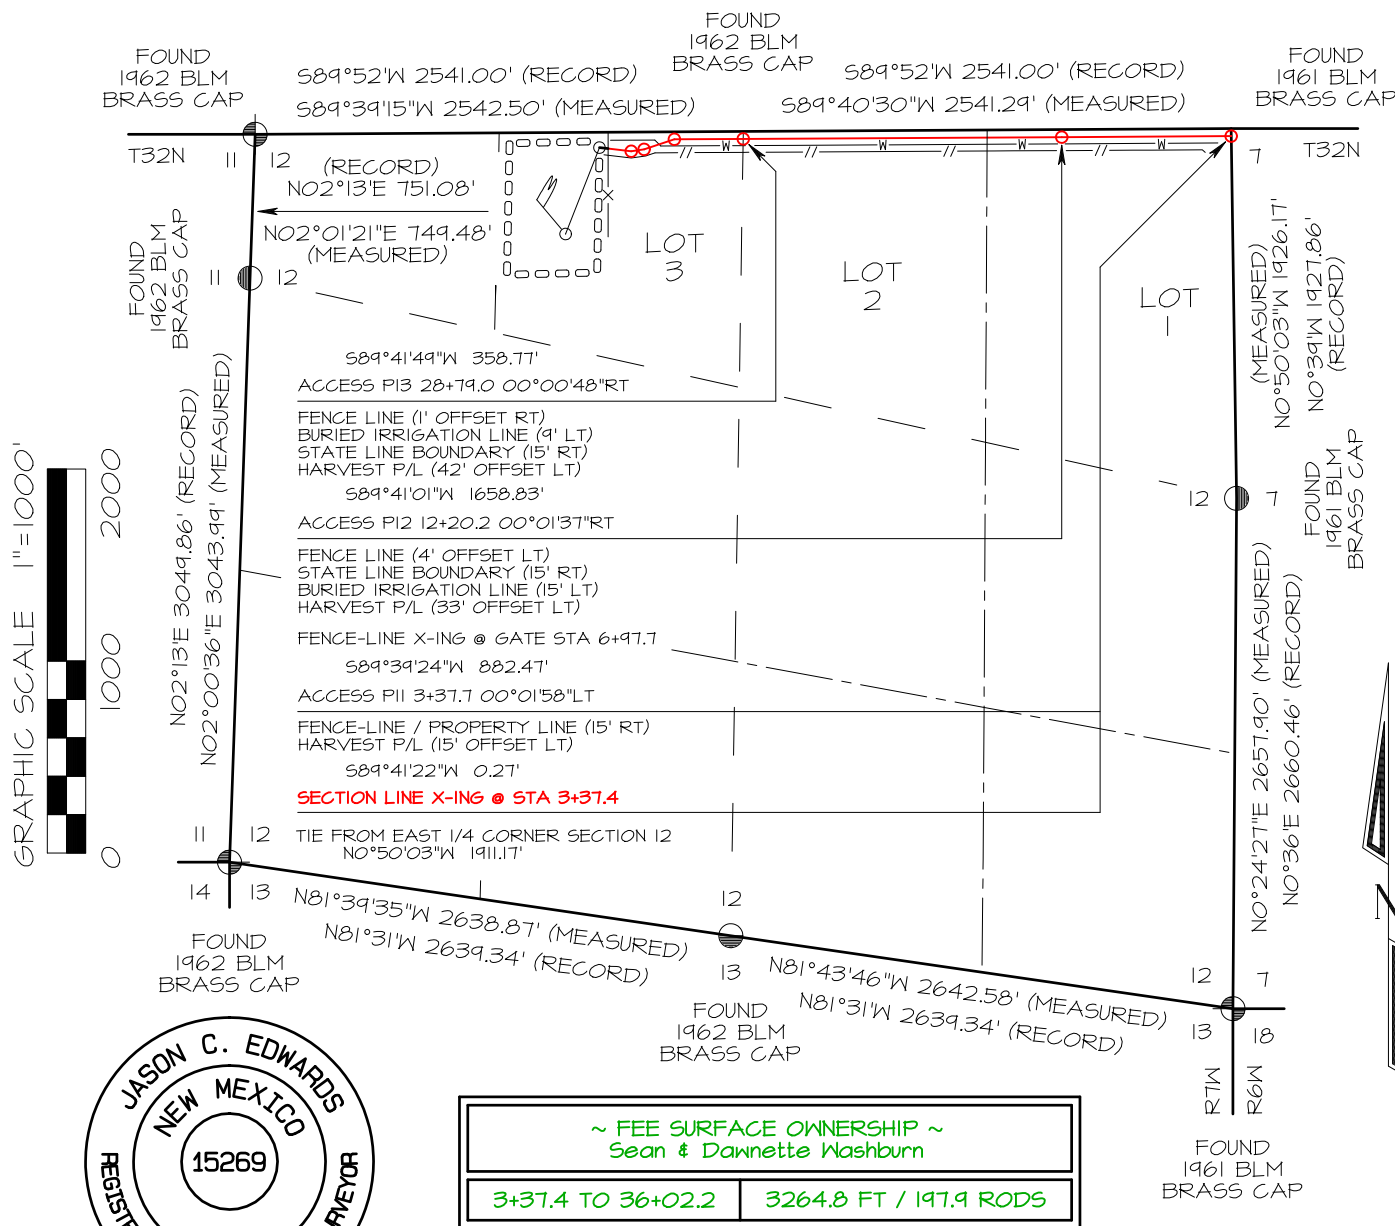 FOUND
1962 BLM
BRASS CAP
S89°52'W 2541.00' (RECORD)
S89°39'15"W 2542.50' (MEASURED)
FOUND
1962 BLM
BRASS CAP
S89°52'W 2541.00' (RECORD)
S89°40'30"W 2541.29' (MEASURED)
FOUND
1961 BLM
BRASS CAP
T32N
11 12
(RECORD)
N02°13'E 751.08'
N02°01'21"E 749.48'
(MEASURED)
X
// W // W // W // W
7
T32N
FOUND
1962 BLM
BRASS CAP
11 12
LOT
3
LOT
2
LOT
1
(MEASURED)
N0°50'03"W 1926.17'
N0°39'W 1927.86'
(RECORD)
S89°41'49"W 358.77'
ACCESS PI3 28+79.0 00°00'48"RT
FENCE LINE (1' OFFSET RT)
BURIED IRRIGATION LINE (9' LT)
STATE LINE BOUNDARY (15' RT)
HARVEST P/L (42' OFFSET LT)
S89°41'01"W 1658.83'
ACCESS PI2 12+20.2 00°01'37"RT
FENCE LINE (4' OFFSET LT)
STATE LINE BOUNDARY (15' RT)
BURIED IRRIGATION LINE (15' LT)
HARVEST P/L (33' OFFSET LT)
FENCE-LINE X-ING @ GATE STA 6+97.7
S89°39'24"W 882.47'
ACCESS PI1 3+37.7 00°01'58"LT
FENCE-LINE / PROPERTY LINE (15' RT)
HARVEST P/L (15' OFFSET LT)
S89°41'22"W 0.27'
SECTION LINE X-ING @ STA 3+37.4
TIE FROM EAST 1/4 CORNER SECTION 12
N0°50'03"W 1911.17'
12 7
FOUND
1961 BLM
BRASS CAP
N02°13'E 3049.86' (RECORD)
N02°00'36"E 3043.99' (MEASURED)
GRAPHIC SCALE 1"=1000'
2000
1000
0
N0°24'27"E 2657.90' (MEASURED)
N0°36'E 2660.46' (RECORD)
11 12
14 13
FOUND
1962 BLM
BRASS CAP
N81°39'35"W 2638.87' (MEASURED)
N81°31'W 2639.34' (RECORD)
12
13
FOUND
1962 BLM
BRASS CAP
N81°43'46"W 2642.58' (MEASURED)
N81°31'W 2639.34' (RECORD)
12 7
13 18
R7W
R6W
FOUND
1961 BLM
BRASS CAP
JASON C. EDWARDS
NEW MEXICO
15269
~ FEE SURFACE OWNERSHIP ~
Sean & Dawnette Washburn
3+37.4 TO 36+02.2
3264.8 FT / 197.9 RODS